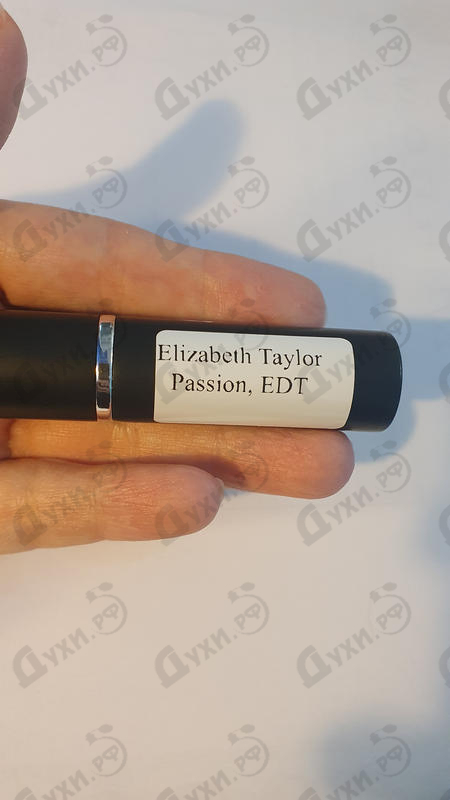 Elizabeth Taylor
Passion, EDT
Духи.рф